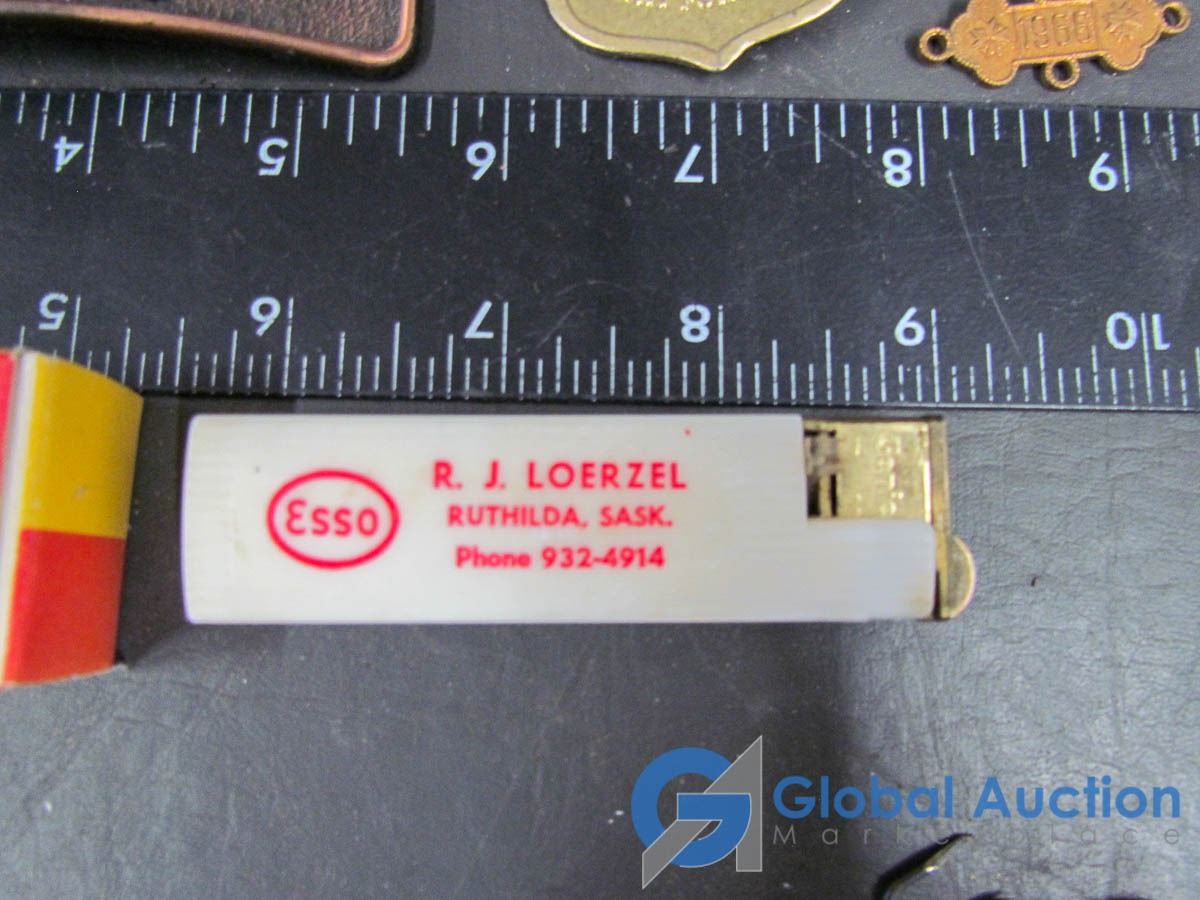 1966
4 5 6 7 8 9
5 6 7 8 9 10
Esso
R. J. LOERZEL
RUTHILDA, SASK.
Phone 932-4914
Global Auction
Marketplace